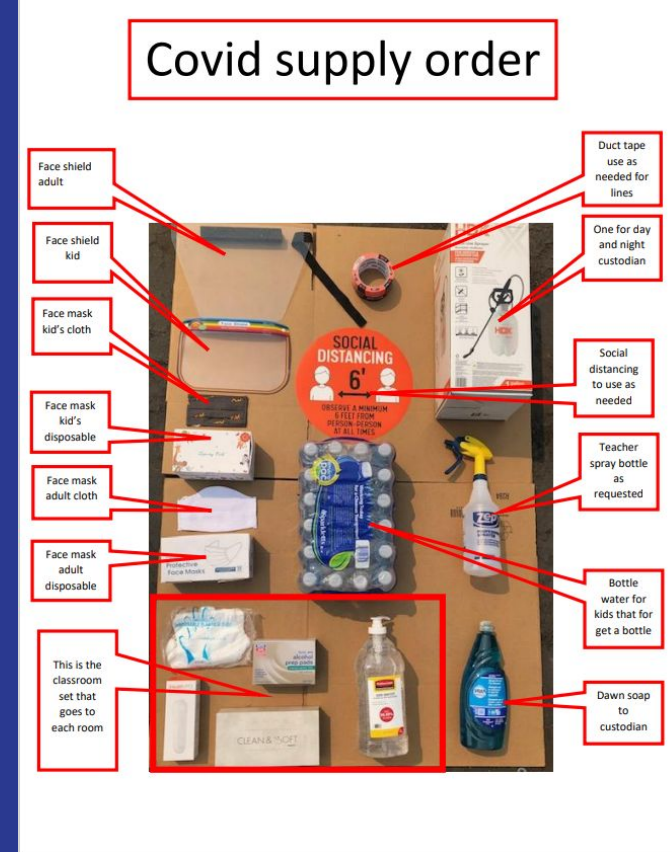 Covid supply order
Face shield
adult
Face shield
kid
Face mask
kid's cloth
Face mask
kid's
disposable
Face mask
adult cloth
Face mask
adult
disposable
This is the
classroom
set that
goes to
each room
Duct tape
use as
needed for
lines
One for day
and night
custodian
Social
distancing
to use as
needed
Teacher
spray bottle
as
requested
Bottle
water for
kids that for
get a bottle
Dawn soap
to
custodian
HDX
HDX
SOCIAL
DISTANCING
6'
OBSERVE A MINIMUM
6 FEET FROM
PERSON-PERSON
AT ALL TIMES
Protective
Face Masks
ZEP
alcohol
prep pads
CLEAN & SOFT